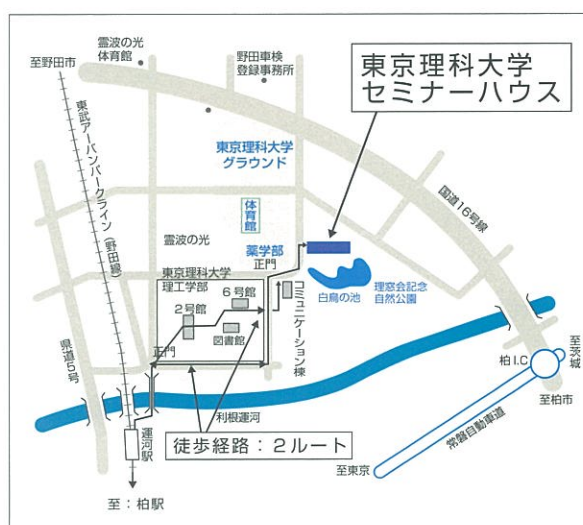 霊波の光
体育館
野田車検
登録事務所
至野田市
東京理科大学
セミナーハウス
東武アーバンパークライン(野田線)
東京理科大学
グラウンド
国道16号線
体育館
霊波の光
薬学部
正門
東京理科大学
理工学部
6号館
2号館
図書館
コミュニケーション棟
白鳥の池
理窓会記念
自然公園
県道5号
正門
至茨城
柏I.C
至柏市
利根運河
常磐自動車道
運河駅
徒歩経路:2ルート
至東京
至:柏駅